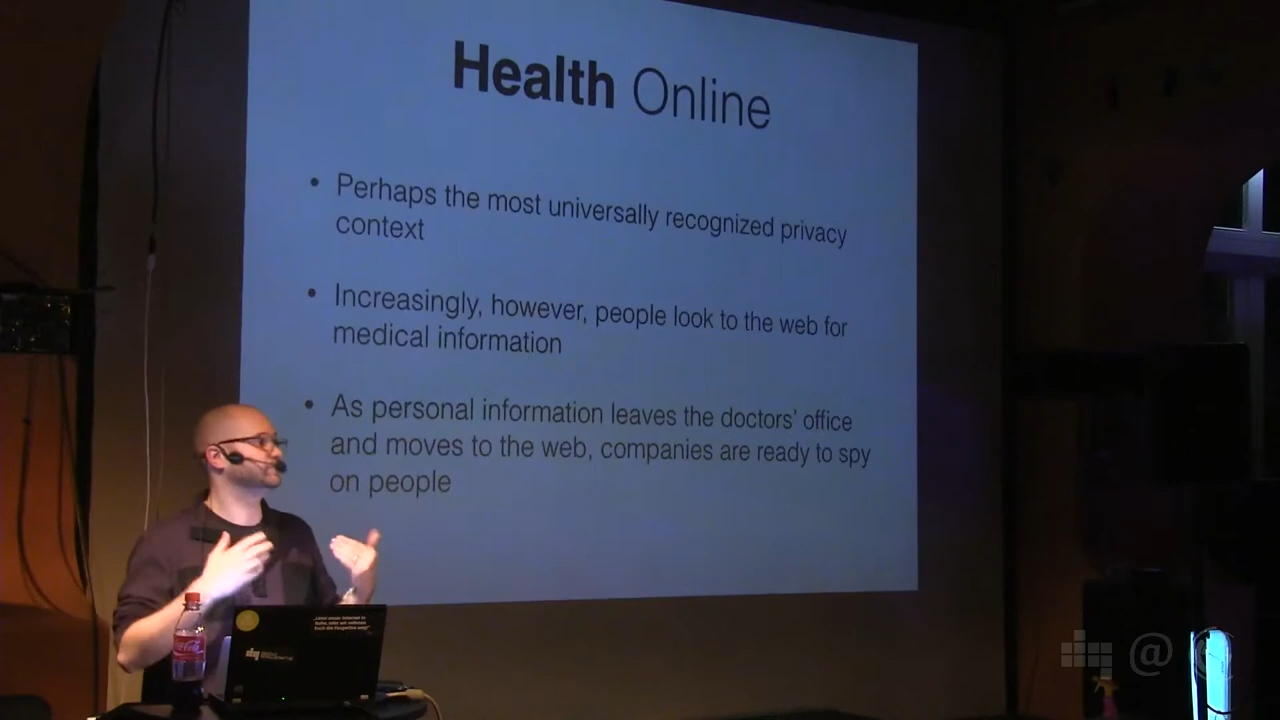 Health Online
• Perhaps the most universally recognized privacy
context
• Increasingly, however, people look to the web for
medical information
• As personal information leaves the doctors' office
and moves to the web, companies are ready to spy
on people
Coca-Cola
@